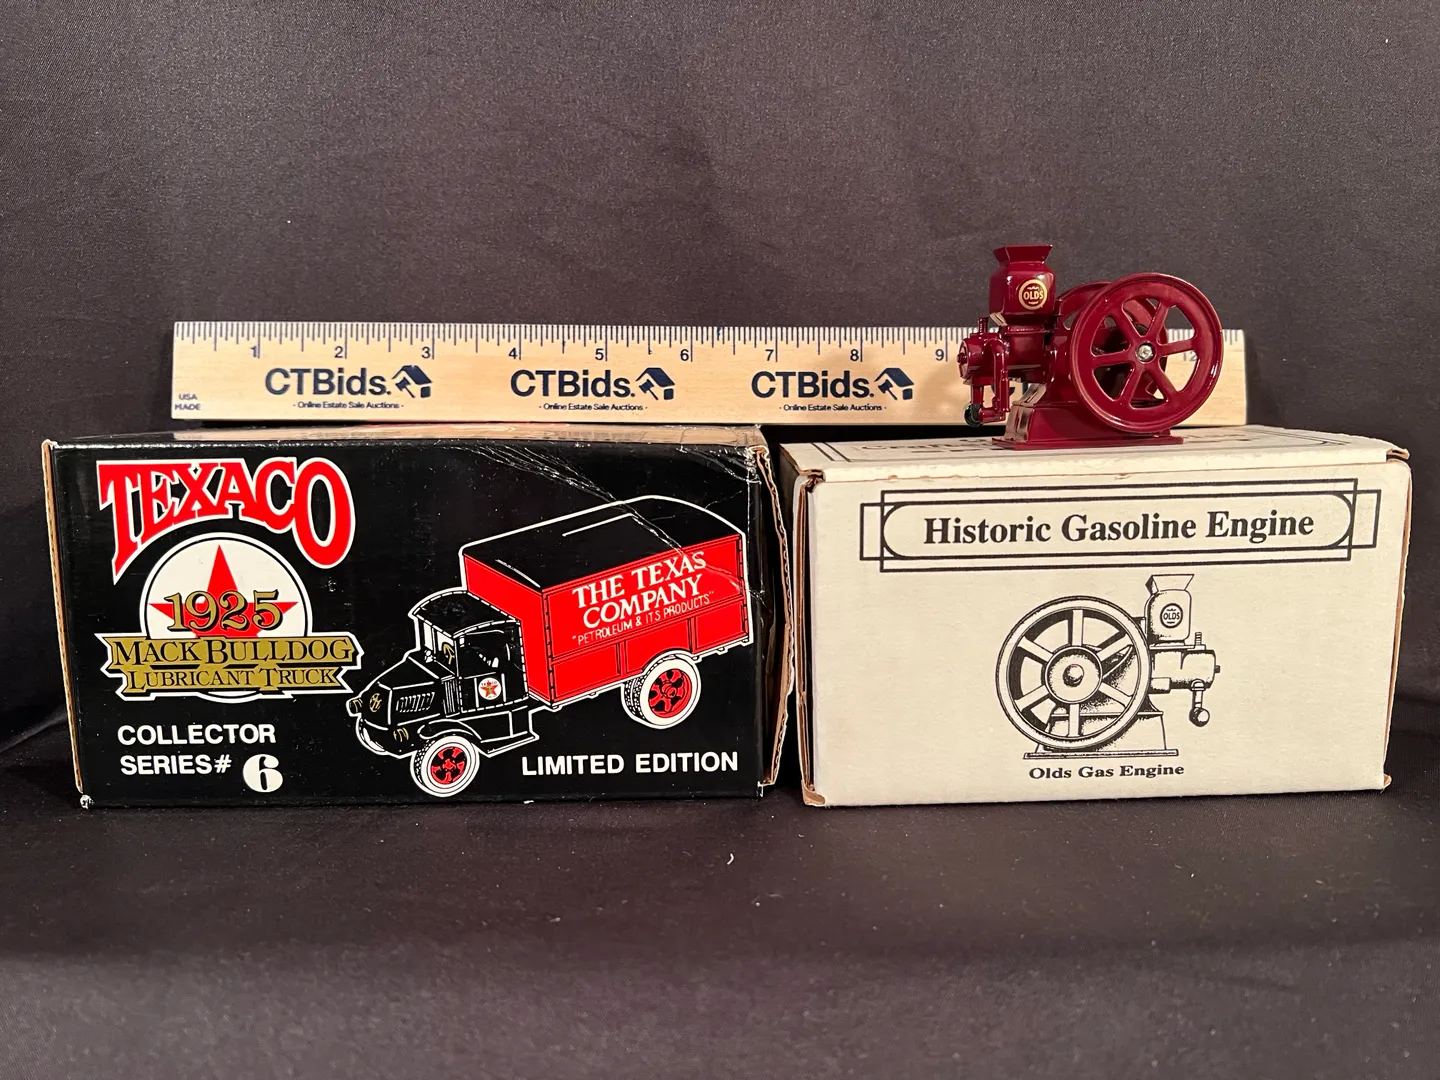 1 2 3 4 5 6 7 8 9 12
USA
MADE
CTBids.
- Online Estate Sale Auctions -
CTBids.
- Online Estate Sale Auctions -
CTBids.
- Online Estate Sale Auctions -
OLDS
TEXACO
1925
MACK BULLDOG
LUBRICANT TRUCK
COLLECTOR
SERIES# 6
THE TEXAS
COMPANY
"PETROLEUM & ITS PRODUCTS"
LIMITED EDITION
Historic Gasoline Engine
OLDS
Olds Gas Engine